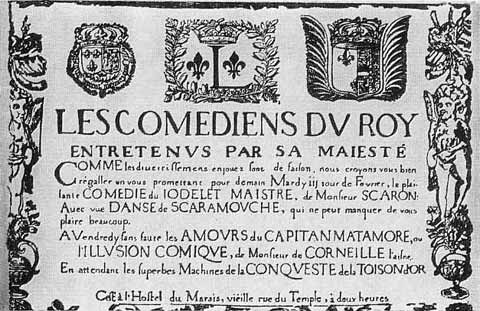 L
LES COMEDIENS DV ROY
ENTRETENVS PAR SA MAIESTÉ
COMME les diuertissemens enjouez sont de saison, nous croyons vous bien
régaller en vous promettant pour demain Mardy iij iour de Feurer, la plai-
sante COMEDIE du IODELET MAISTRE, de Monsieur SCARON:
Auec vne DANSE de SCARAMOVCHE, qui ne peut manquer de vous
plaire beaucoup.
A Vendredy sans faute les AMOVRS du CAPITAN MATAMORE, ou
l'ILLVSION COMIQVE, de Monsieur de CORNEILLE l'aisne.
En attendant les superbes Machines de la CONQVESTE de la TOISON D'OR
C'est à l'Hostel du Marais, vieille rue du Temple, à deux heures